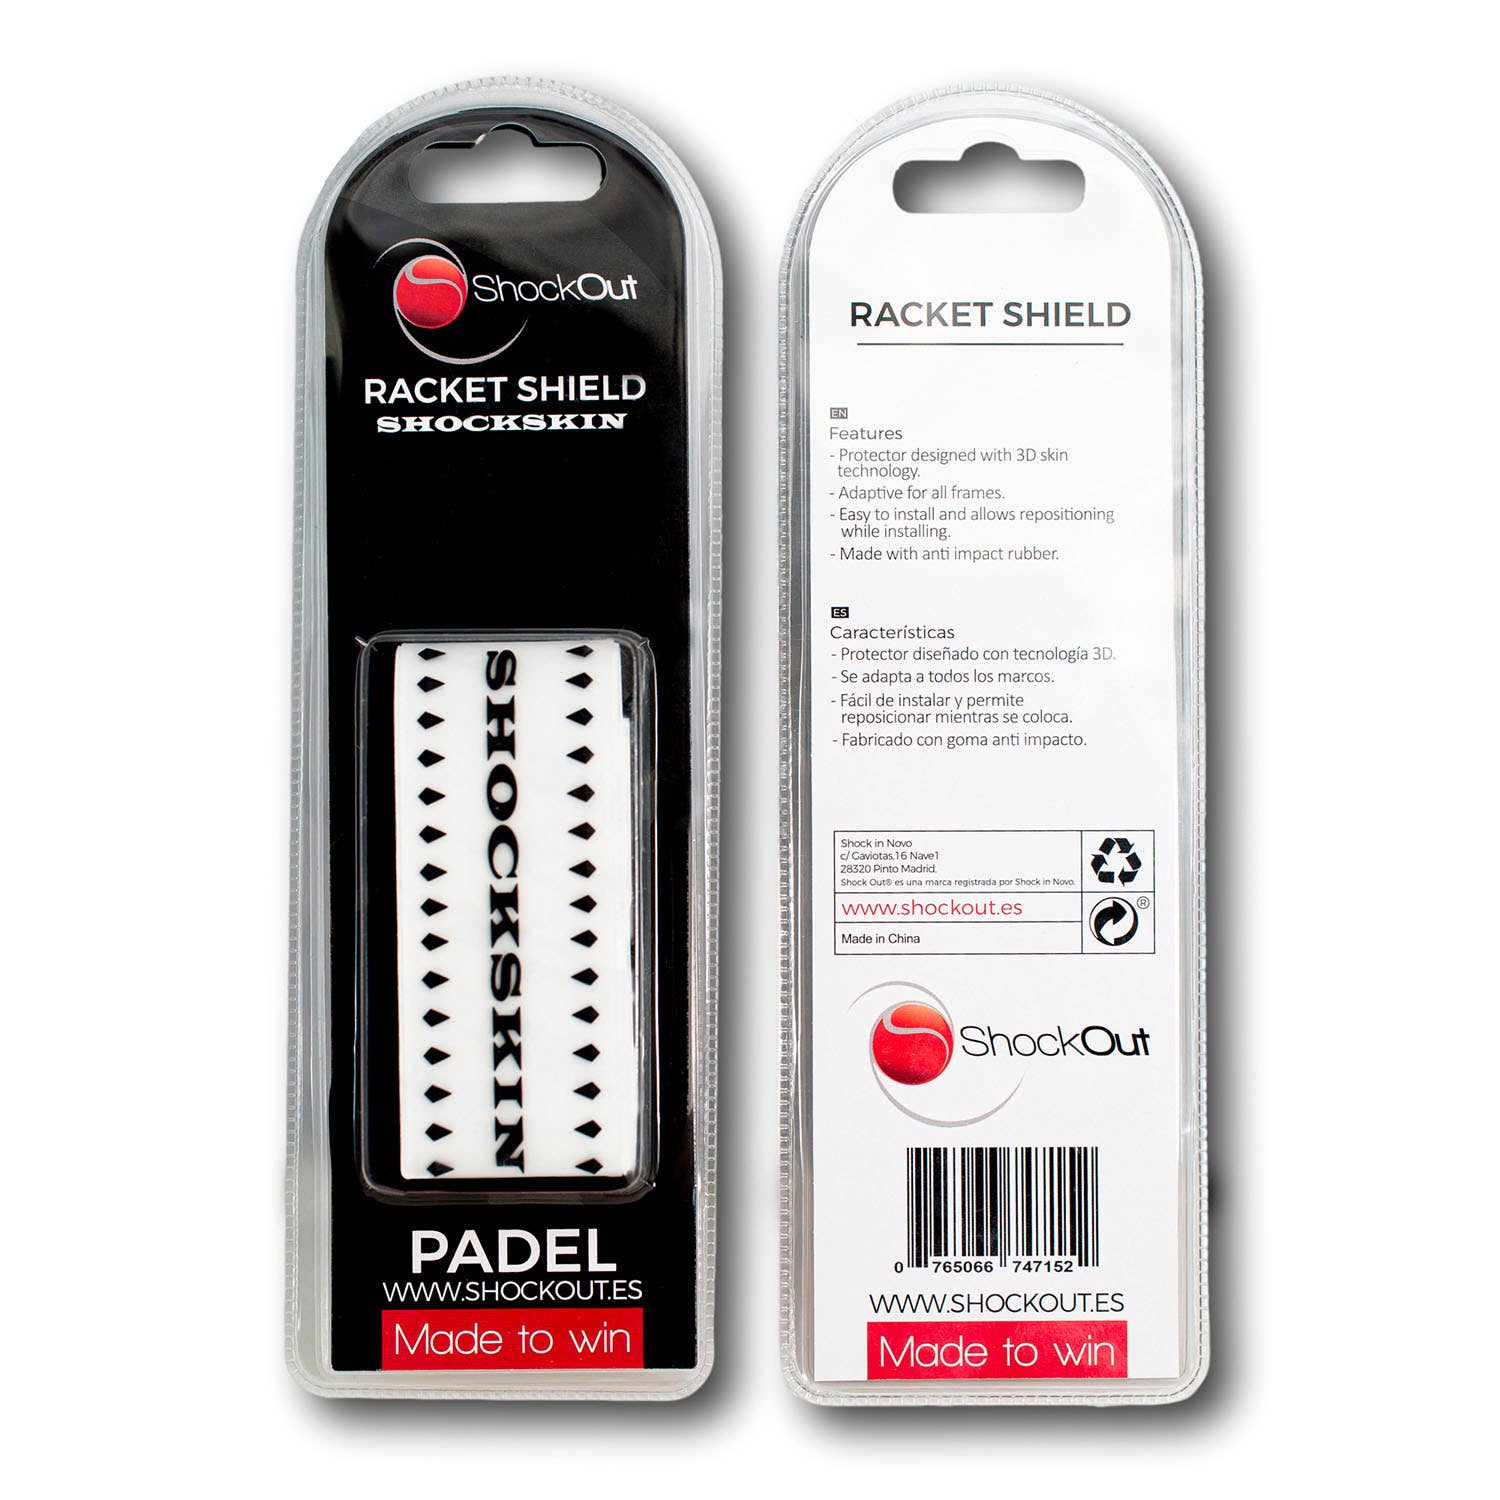 ShockOut
RACKET SHIELD
SHOCKSKIN
SHOCKSKIN
PADEL
WWW.SHOCKOUT.ES
Made to win
RACKET SHIELD
EN
Features
- Protector designed with 3D skin
technology.
- Adaptive for all frames.
- Easy to install and allows repositioning
while installing.
- Made with anti impact rubber.
ES
Características
- Protector diseñado con tecnología 3D.
- Se adapta a todos los marcos.
- Fácil de instalar y permite
reposicionar mientras se coloca.
- Fabricado con goma anti impacto.
Shock in Novo
c/ Gaviotas,16 Nave1
28320 Pinto Madrid.
Shock Out® es una marca registrada por Shock in Novo.
www.shockout.es
®
Made in China
ShockOut
0 765066 747152
WWW.SHOCKOUT.ES
Made to win